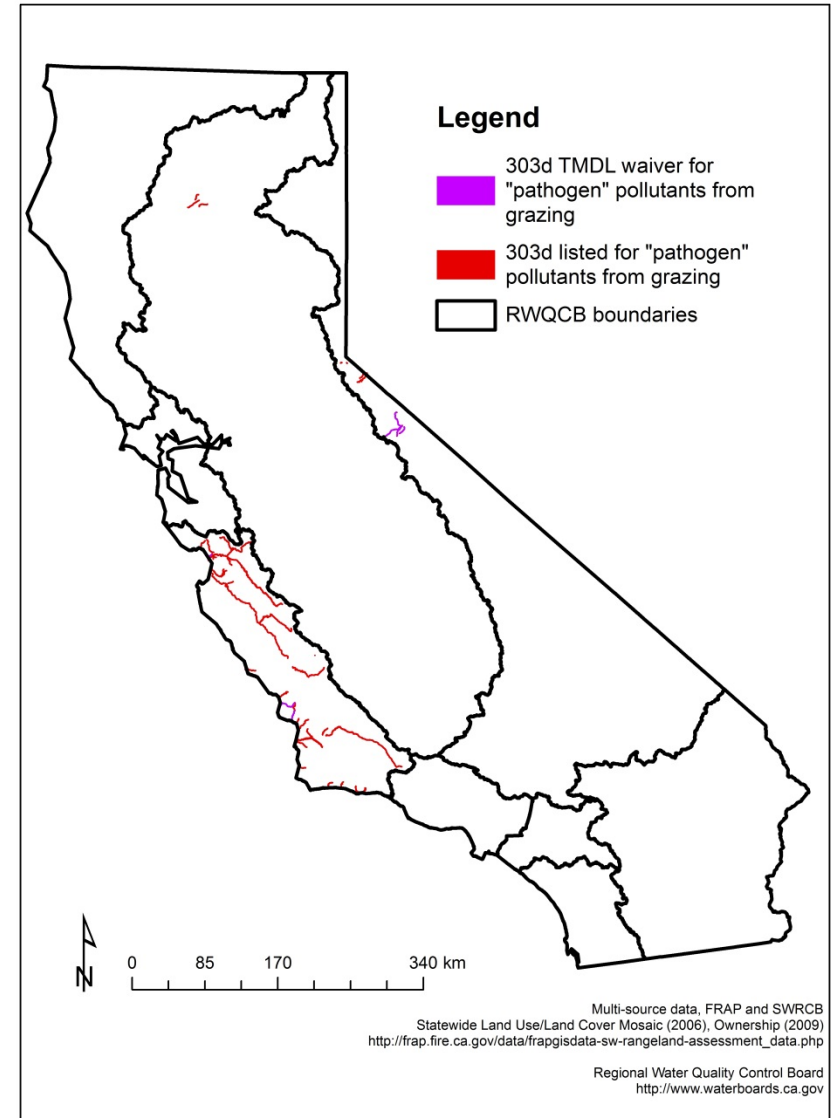 Legend
303d TMDL waiver for
"pathogen" pollutants from
grazing
303d listed for "pathogen"
pollutants from grazing
RWQCB boundaries
N
0 85 170 340 km
Multi-source data, FRAP and SWRCB
Statewide Land Use/Land Cover Mosaic (2006), Ownership (2009)
http://frap.fire.ca.gov/data/frapgisdata-sw-rangeland-assessment_data.php
Regional Water Quality Control Board
http://www.waterboards.ca.gov